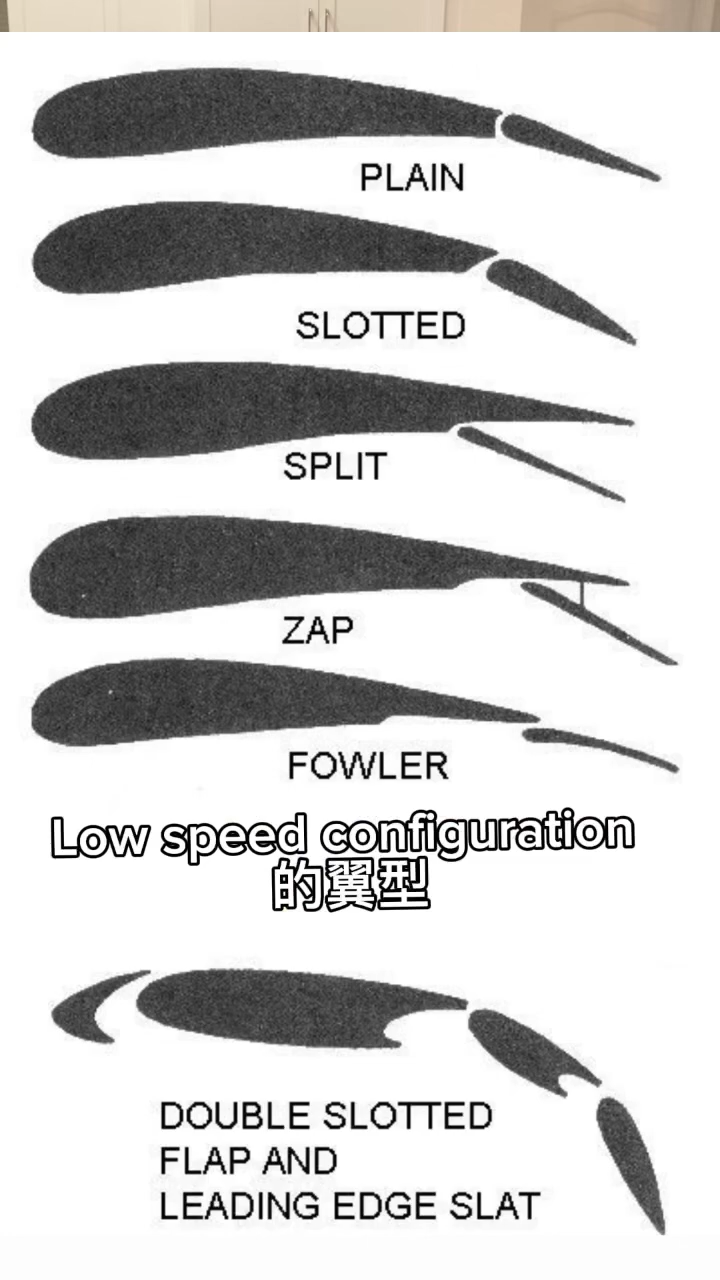 PLAIN
SLOTTED
SPLIT
ZAP
FOWLER
Low speed configuration
的翼型
DOUBLE SLOTTED
FLAP AND
LEADING EDGE SLAT